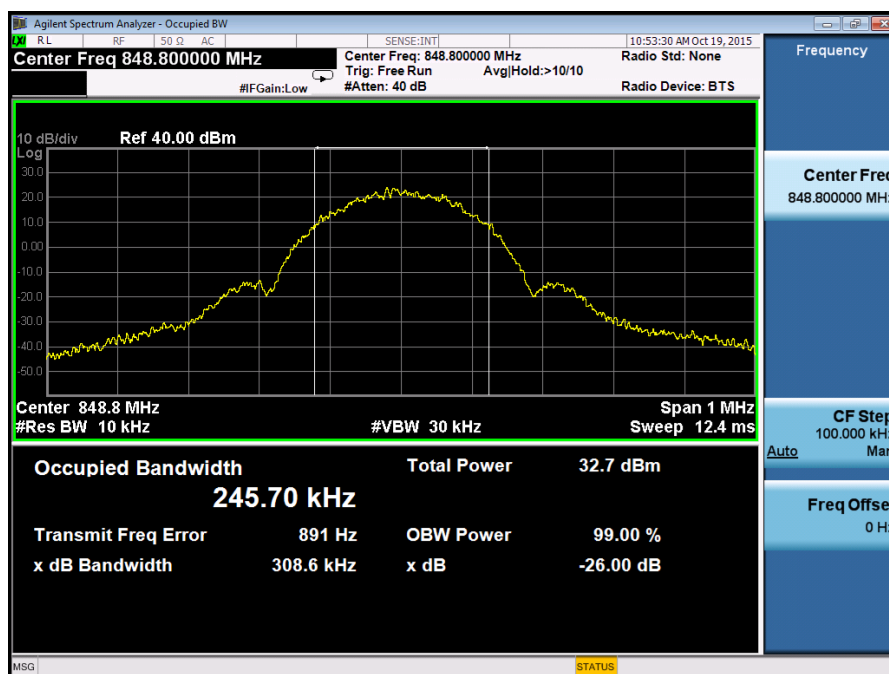 Agilent Spectrum Analyzer - Occupied BW
LXI RL RF 50 Ω AC SENSE:INT 10:53:30 AM Oct 19, 2015
Center Freq 848.800000 MHz
Center Freq: 848.800000 MHz
Radio Std: None
Trig: Free Run
Avg|Hold:>10/10
#IFGain:Low
#Atten: 40 dB
Radio Device: BTS
10 dB/div
Ref 40.00 dBm
Log
30.0
20.0
10.0
0.00
-10.0
-20.0
-30.0
-40.0
-50.0
Center 848.8 MHz
Span 1 MHz
#Res BW 10 kHz
#VBW 30 kHz
Sweep 12.4 ms
Occupied Bandwidth
Total Power 32.7 dBm
245.70 kHz
Transmit Freq Error 891 Hz
OBW Power 99.00 %
x dB Bandwidth 308.6 kHz
x dB -26.00 dB
Frequency
Center Freq
848.800000 MHz
CF Step
100.000 kHz
Auto Man
Freq Offse
0 Hz
MSG
STATUS